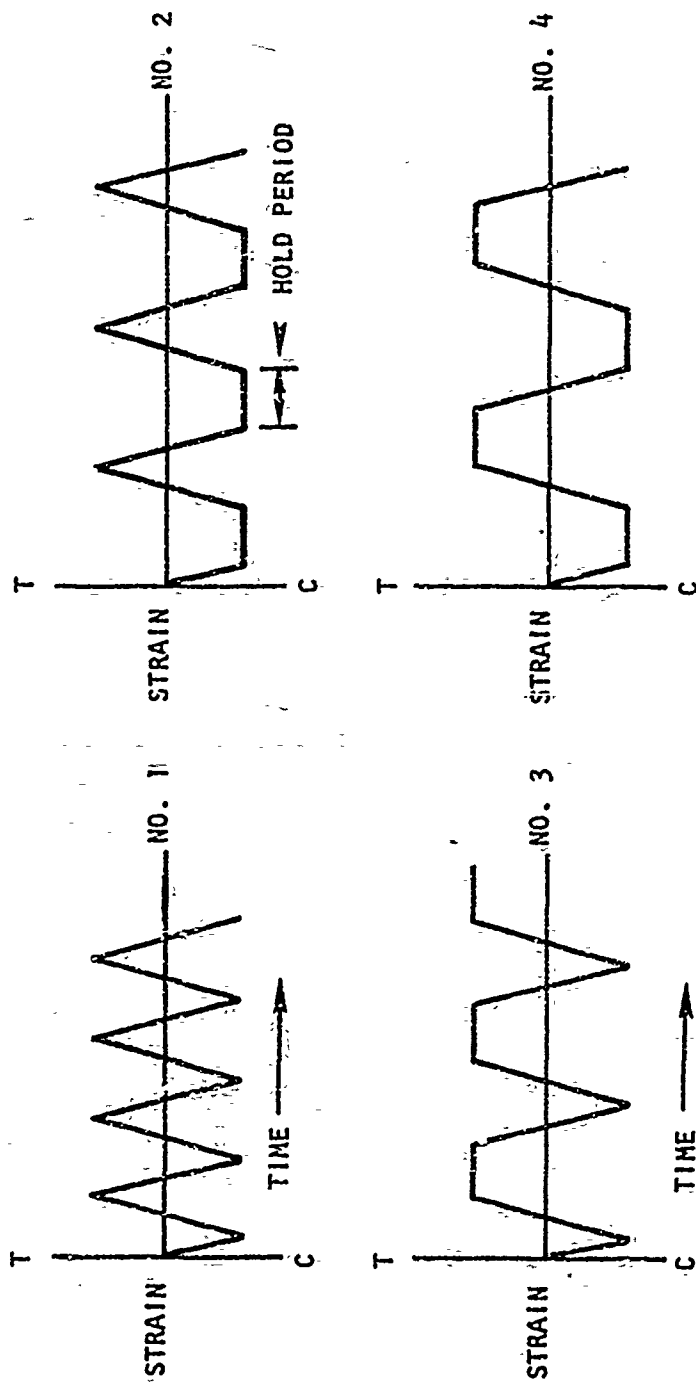 T
STRAIN
NO. 1
C
TIME
T
STRAIN
NO. 2
C
HOLD PERIOD
T
STRAIN
NO. 3
C
TIME
T
STRAIN
NO. 4
C